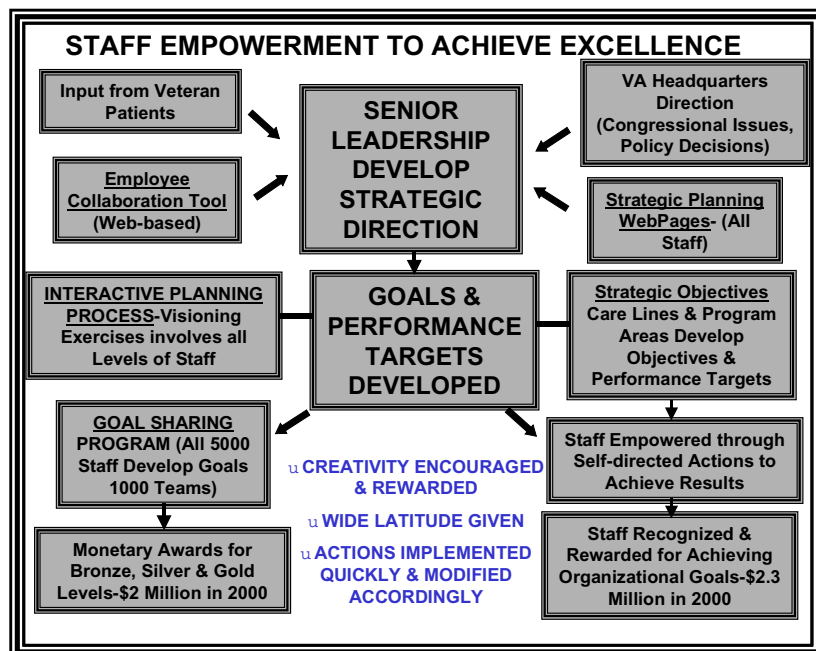 STAFF EMPOWERMENT TO ACHIEVE EXCELLENCE
Input from Veteran
Patients
Employee
Collaboration Tool
(Web-based)
SENIOR
LEADERSHIP
DEVELOP
STRATEGIC
DIRECTION
VA Headquarters
Direction
(Congressional Issues,
Policy Decisions)
Strategic Planning
WebPages- (All
Staff)
INTERACTIVE PLANNING
PROCESS-Visioning
Exercises involves all
Levels of Staff
GOALS &
PERFORMANCE
TARGETS
DEVELOPED
Strategic Objectives
Care Lines & Program
Areas Develop
Objectives &
Performance Targets
GOAL SHARING
PROGRAM (All 5000
Staff Develop Goals
1000 Teams)
Monetary Awards for
Bronze, Silver & Gold
Levels-$2 Million in 2000
u CREATIVITY ENCOURAGED
& REWARDED
u WIDE LATITUDE GIVEN
u ACTIONS IMPLEMENTED
QUICKLY & MODIFIED
ACCORDINGLY
Staff Empowered through
Self-directed Actions to
Achieve Results
Staff Recognized &
Rewarded for Achieving
Organizational Goals-$2.3
Million in 2000